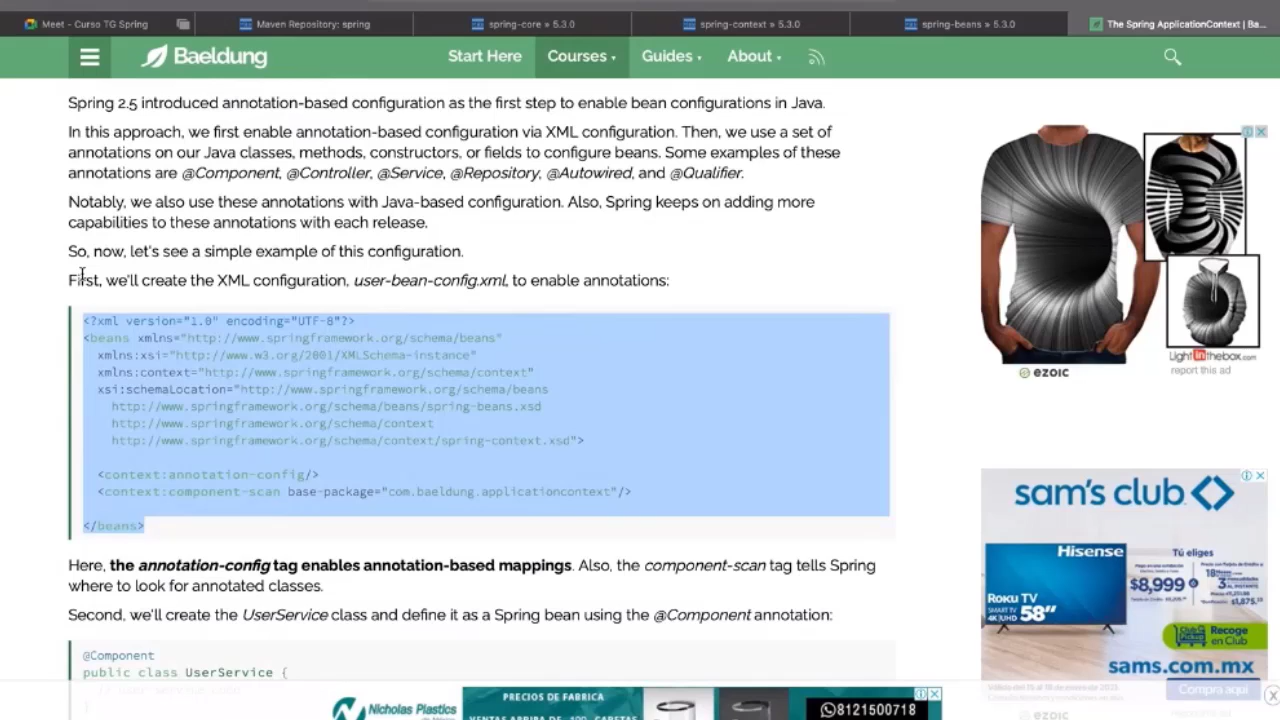 Meet - Curso TG Spring
Maven Repository: spring
spring-core » 5.3.0
spring-context » 5.3.0
spring-beans » 5.3.0
The Spring ApplicationContext | Ba...
Baeldung
Start Here
Courses
Guides
About
Spring 2.5 introduced annotation-based configuration as the first step to enable bean configurations in Java.
In this approach, we first enable annotation-based configuration via XML configuration. Then, we use a set of
annotations on our Java classes, methods, constructors, or fields to configure beans. Some examples of these
annotations are @Component, @Controller, @Service, @Repository, @Autowired, and @Qualifier.
Notably, we also use these annotations with Java-based configuration. Also, Spring keeps on adding more
capabilities to these annotations with each release.
So, now, let's see a simple example of this configuration.
First, we'll create the XML configuration, user-bean-config.xml, to enable annotations:
<?xml version="1.0" encoding="UTF-8"?>
<beans xmlns="http://www.springframework.org/schema/beans"
xmlns:xsi="http://www.w3.org/2001/XMLSchema-instance"
xmlns:context="http://www.springframework.org/schema/context"
xsi:schemaLocation="http://www.springframework.org/schema/beans
http://www.springframework.org/schema/beans/spring-beans.xsd
http://www.springframework.org/schema/context
http://www.springframework.org/schema/context/spring-context.xsd">
<context:annotation-config/>
<context:component-scan base-package="com.baeldung.applicationcontext"/>
</beans>
Here, the annotation-config tag enables annotation-based mappings. Also, the component-scan tag tells Spring
where to look for annotated classes.
Second, we'll create the UserService class and define it as a Spring bean using the @Component annotation:
@Component
public class UserService {
LightInthebox.com
ezoic
report this ad
sam's club
Hisense
Tú eliges
$8,999
Roku TV
SMART TV
4K|UHD
58"
Recoge
en Club
sams.com.mx
Compra aquí
ezoic
report this ad
Nicholas Plastics
PRECIOS DE FABRICA
8121500718